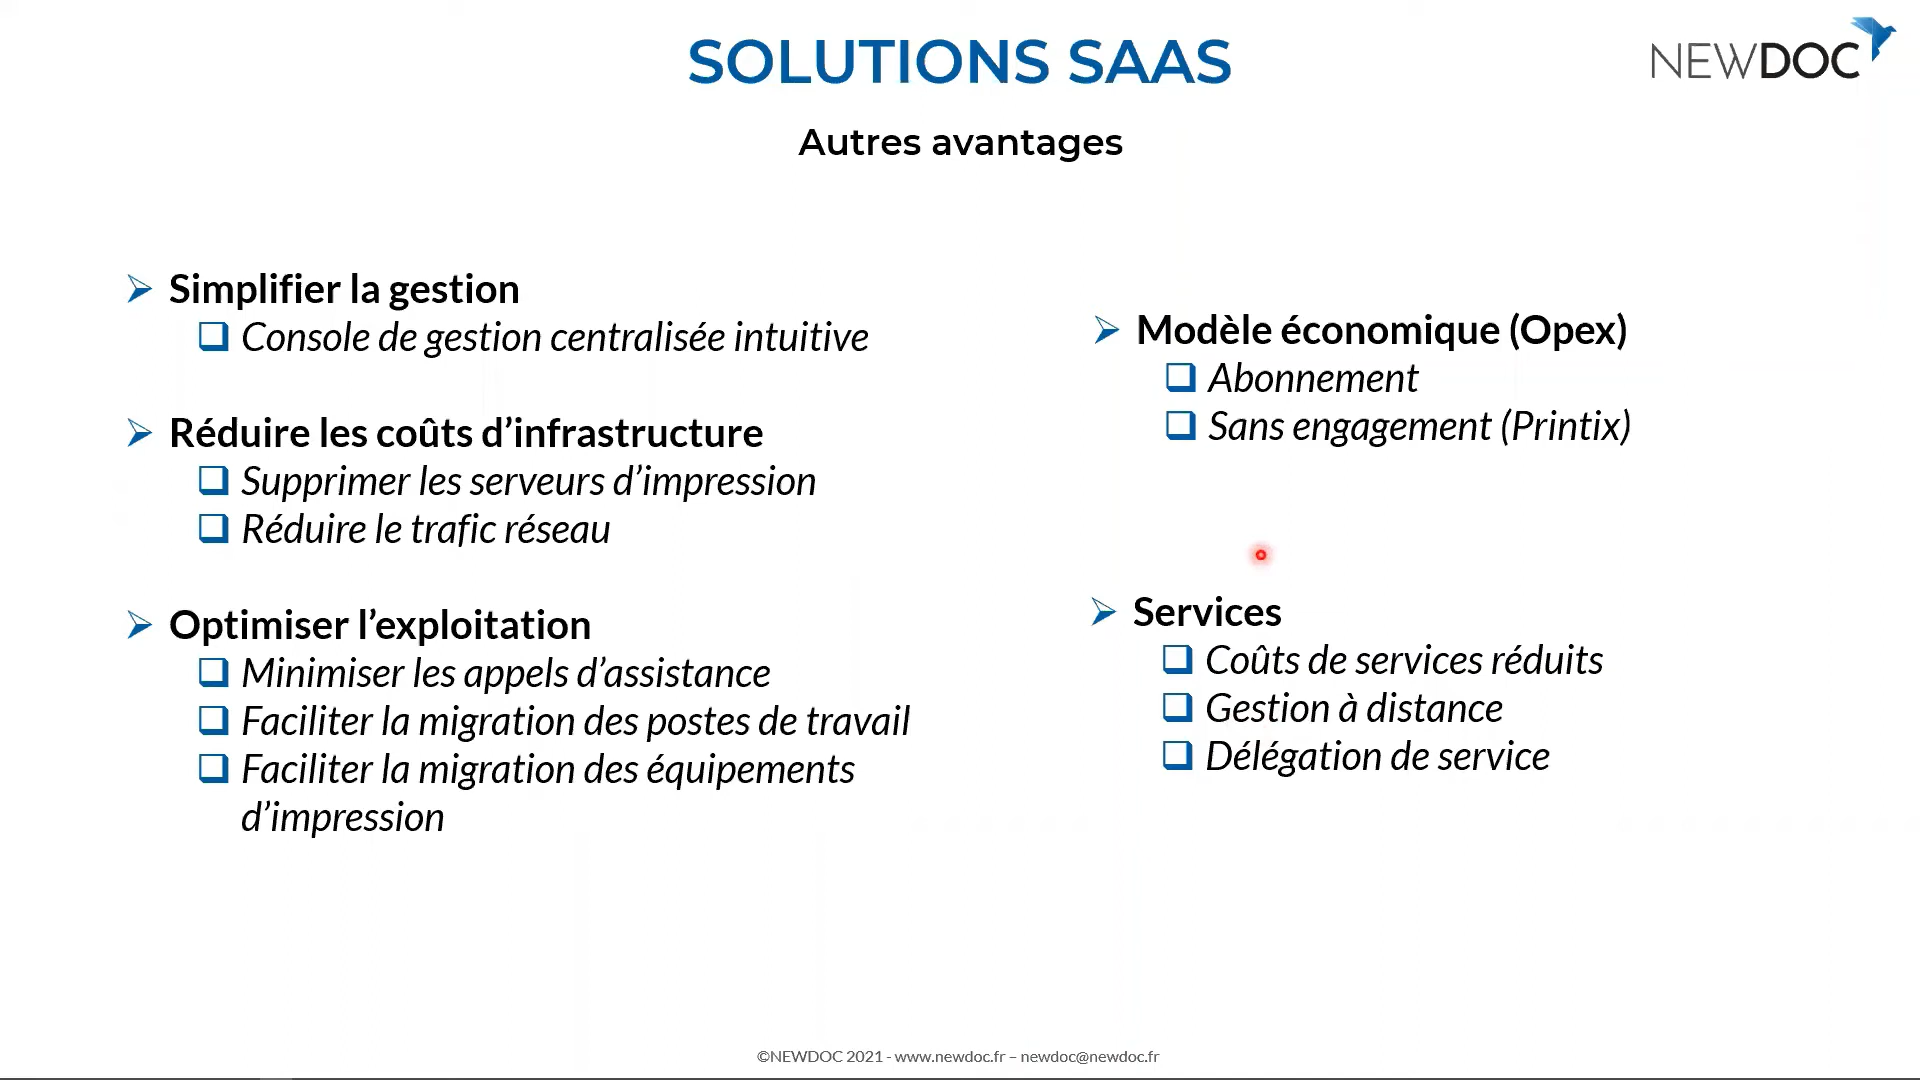 SOLUTIONS SAAS
NEWDOC
Autres avantages
Simplifier la gestion
Console de gestion centralisée intuitive
Réduire les coûts d’infrastructure
Supprimer les serveurs d’impression
Réduire le trafic réseau
Optimiser l’exploitation
Minimiser les appels d’assistance
Faciliter la migration des postes de travail
Faciliter la migration des équipements
d’impression
Modèle économique (Opex)
Abonnement
Sans engagement (Printix)
Services
Coûts de services réduits
Gestion à distance
Délégation de service
©NEWDOC 2021 - www.newdoc.fr – newdoc@newdoc.fr